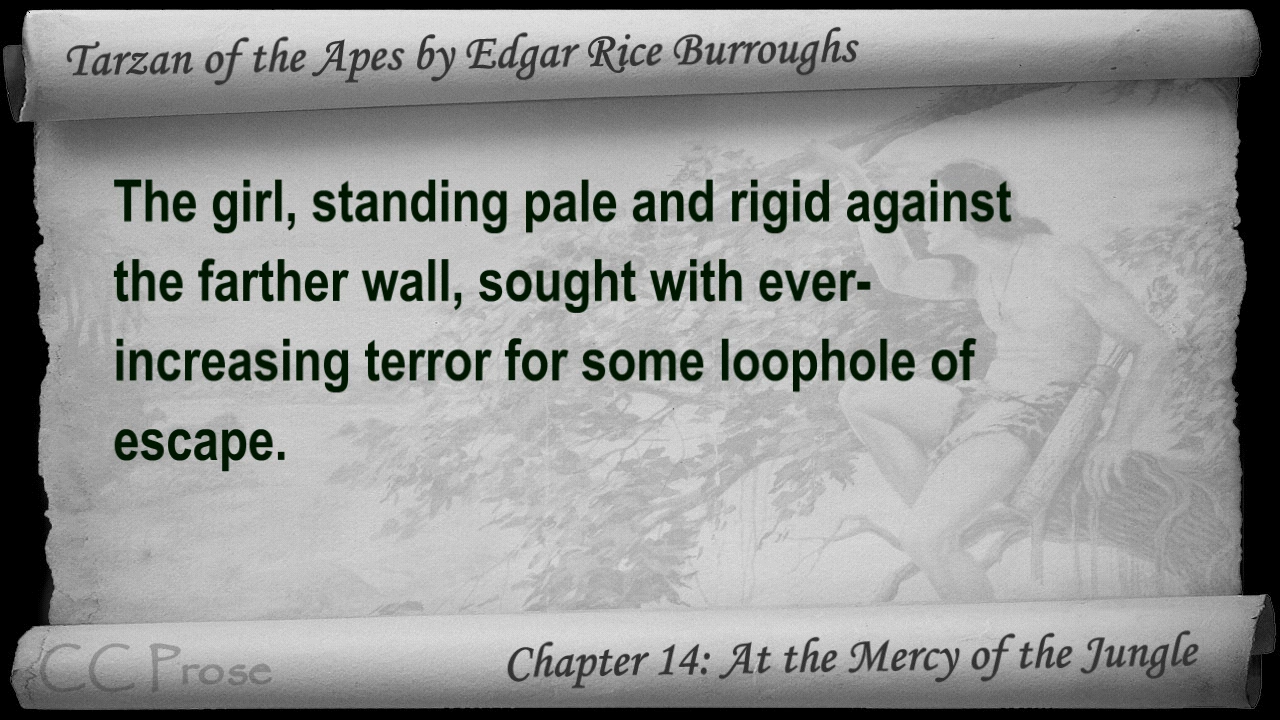 Tarzan of the Apes by Edgar Rice Burroughs
The girl, standing pale and rigid against
the farther wall, sought with ever-
increasing terror for some loophole of
escape.
CC Prose
Chapter 14: At the Mercy of the Jungle